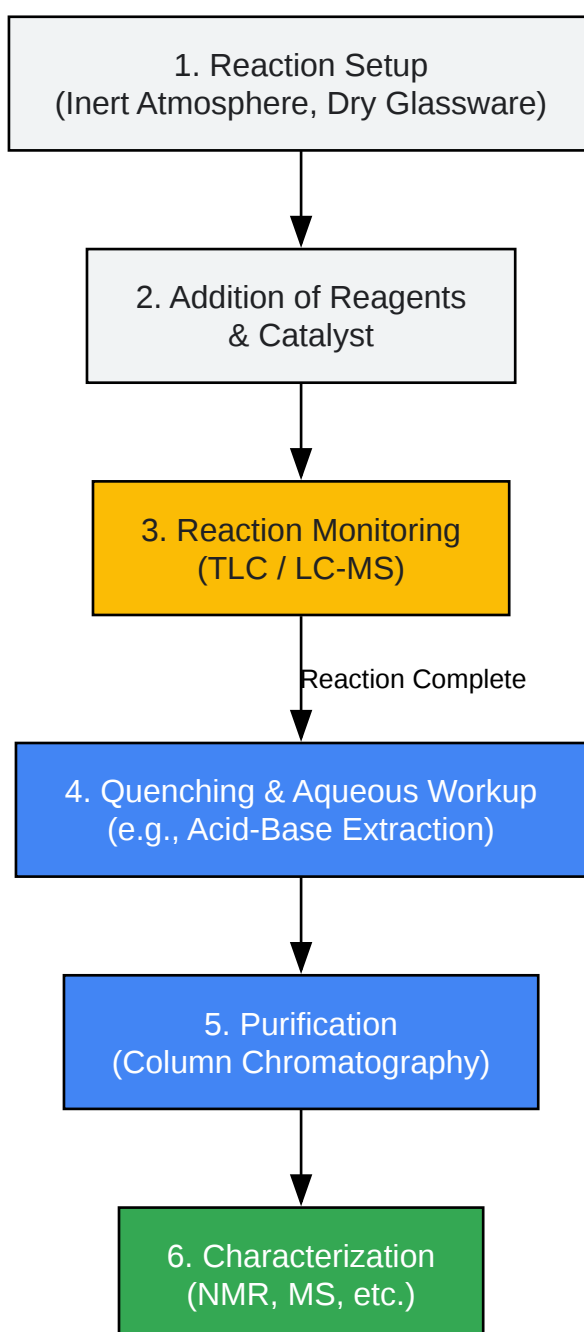 1. Reaction Setup
(Inert Atmosphere, Dry Glassware)
2. Addition of Reagents
& Catalyst
3. Reaction Monitoring
(TLC / LC-MS)
Reaction Complete
4. Quenching & Aqueous Workup
(e.g., Acid-Base Extraction)
5. Purification
(Column Chromatography)
6. Characterization
(NMR, MS, etc.)